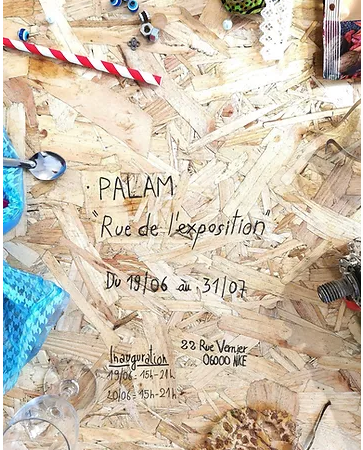 PALAM
"Rue de l'exposition"
Du 19/06 au 31/07
Inauguration
19/06 : 15h-21h
20/06 : 15h-21h
22 Rue Vernier
06000 NICE